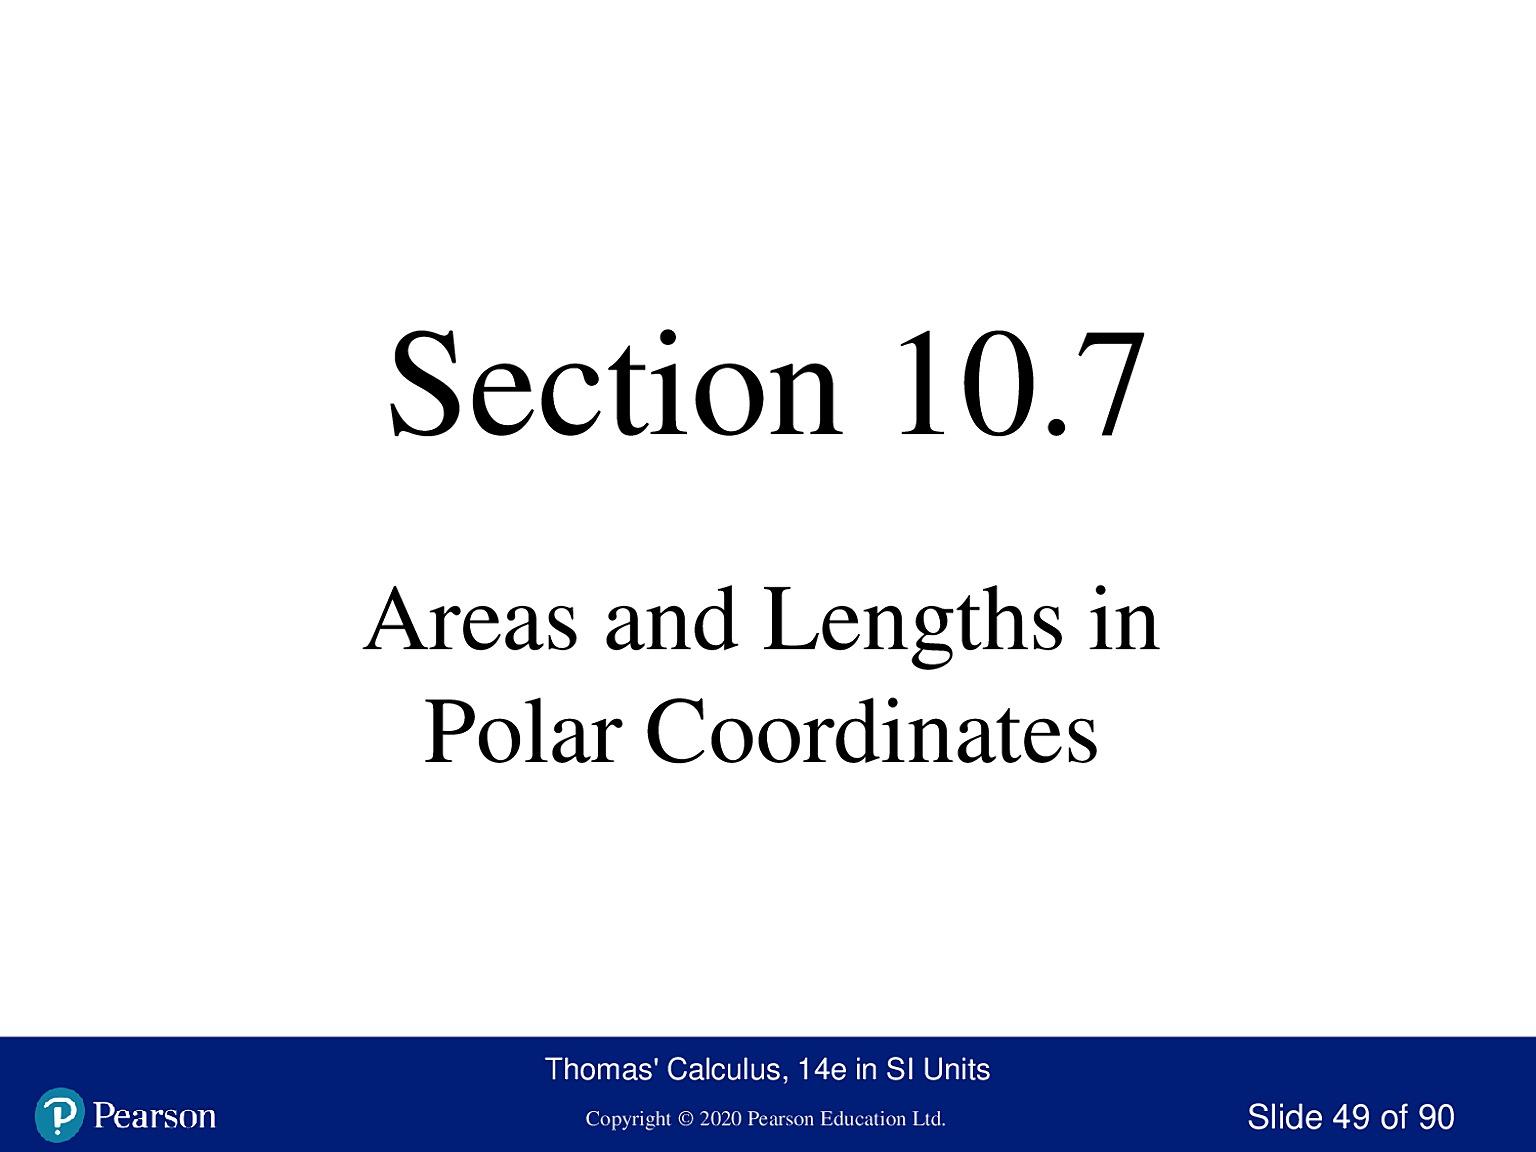 Section 10.7
Areas and Lengths in
Polar Coordinates
Thomas' Calculus, 14e in SI Units
Pearson
Copyright © 2020 Pearson Education Ltd.
Slide 49 of 90